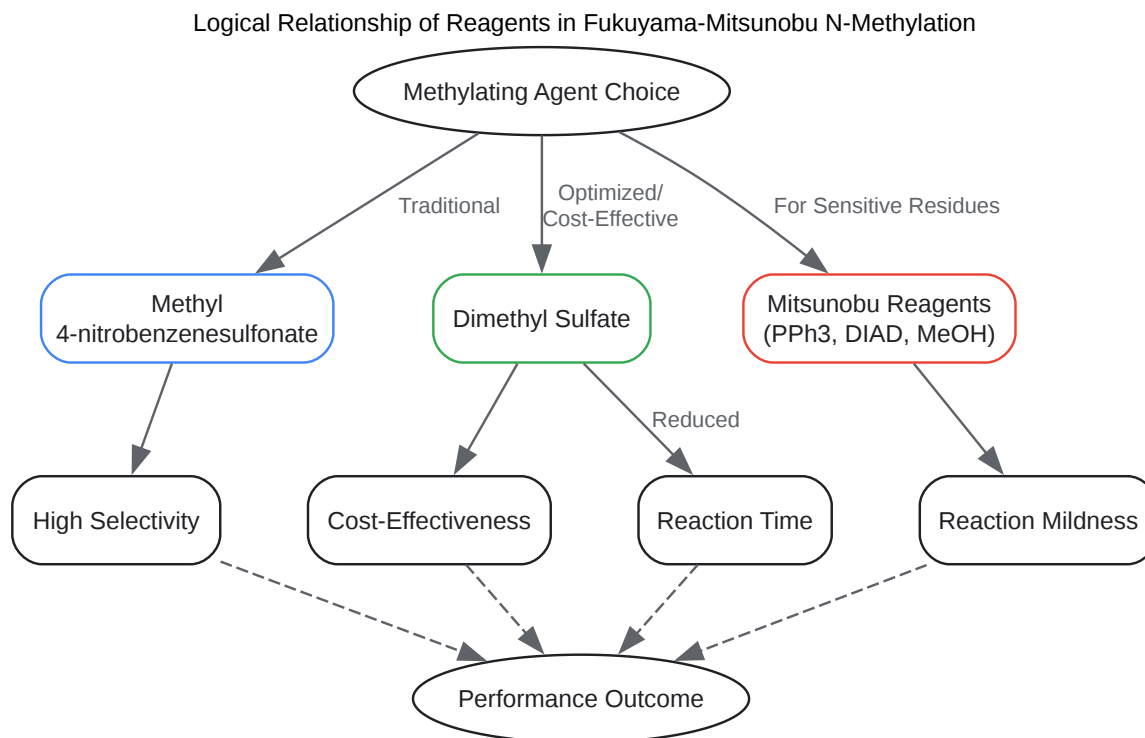 Logical Relationship of Reagents in Fukuyama-Mitsunobu N-Methylation
Methylating Agent Choice
Traditional
Optimized/
Cost-Effective
For Sensitive Residues
Methyl
4-nitrobenzenesulfonate
Dimethyl Sulfate
Mitsunobu Reagents
(PPh3, DIAD, MeOH)
Reduced
High Selectivity
Cost-Effectiveness
Reaction Time
Reaction Mildness
Performance Outcome